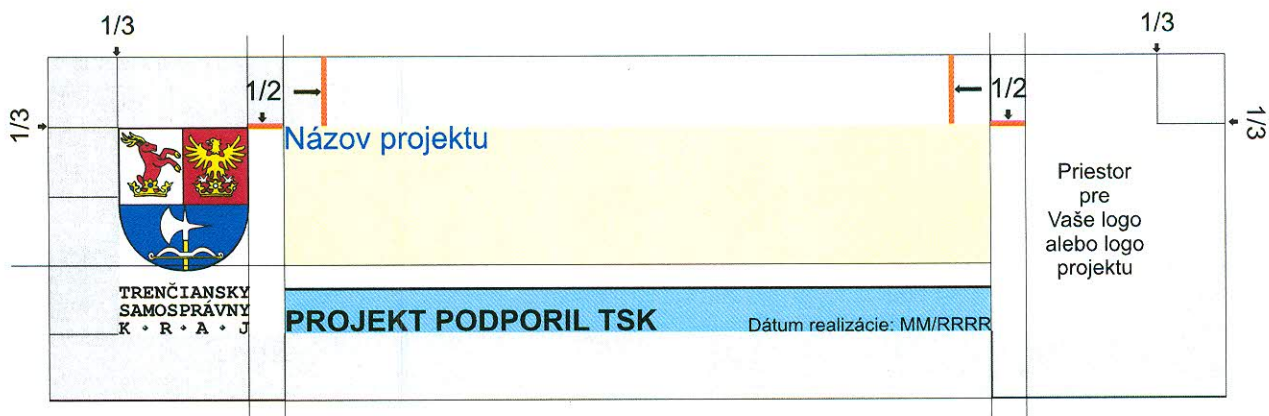 1/3
1/3
1/2
1/2
1/3
Názov projektu
1/3
Priestor
pre
Vaše logo
alebo logo
projektu
TRENČIANSKY
SAMOSPRÁVNY
K • R • A • J
PROJEKT PODPORIL TSK
Dátum realizácie: MM/RRRR